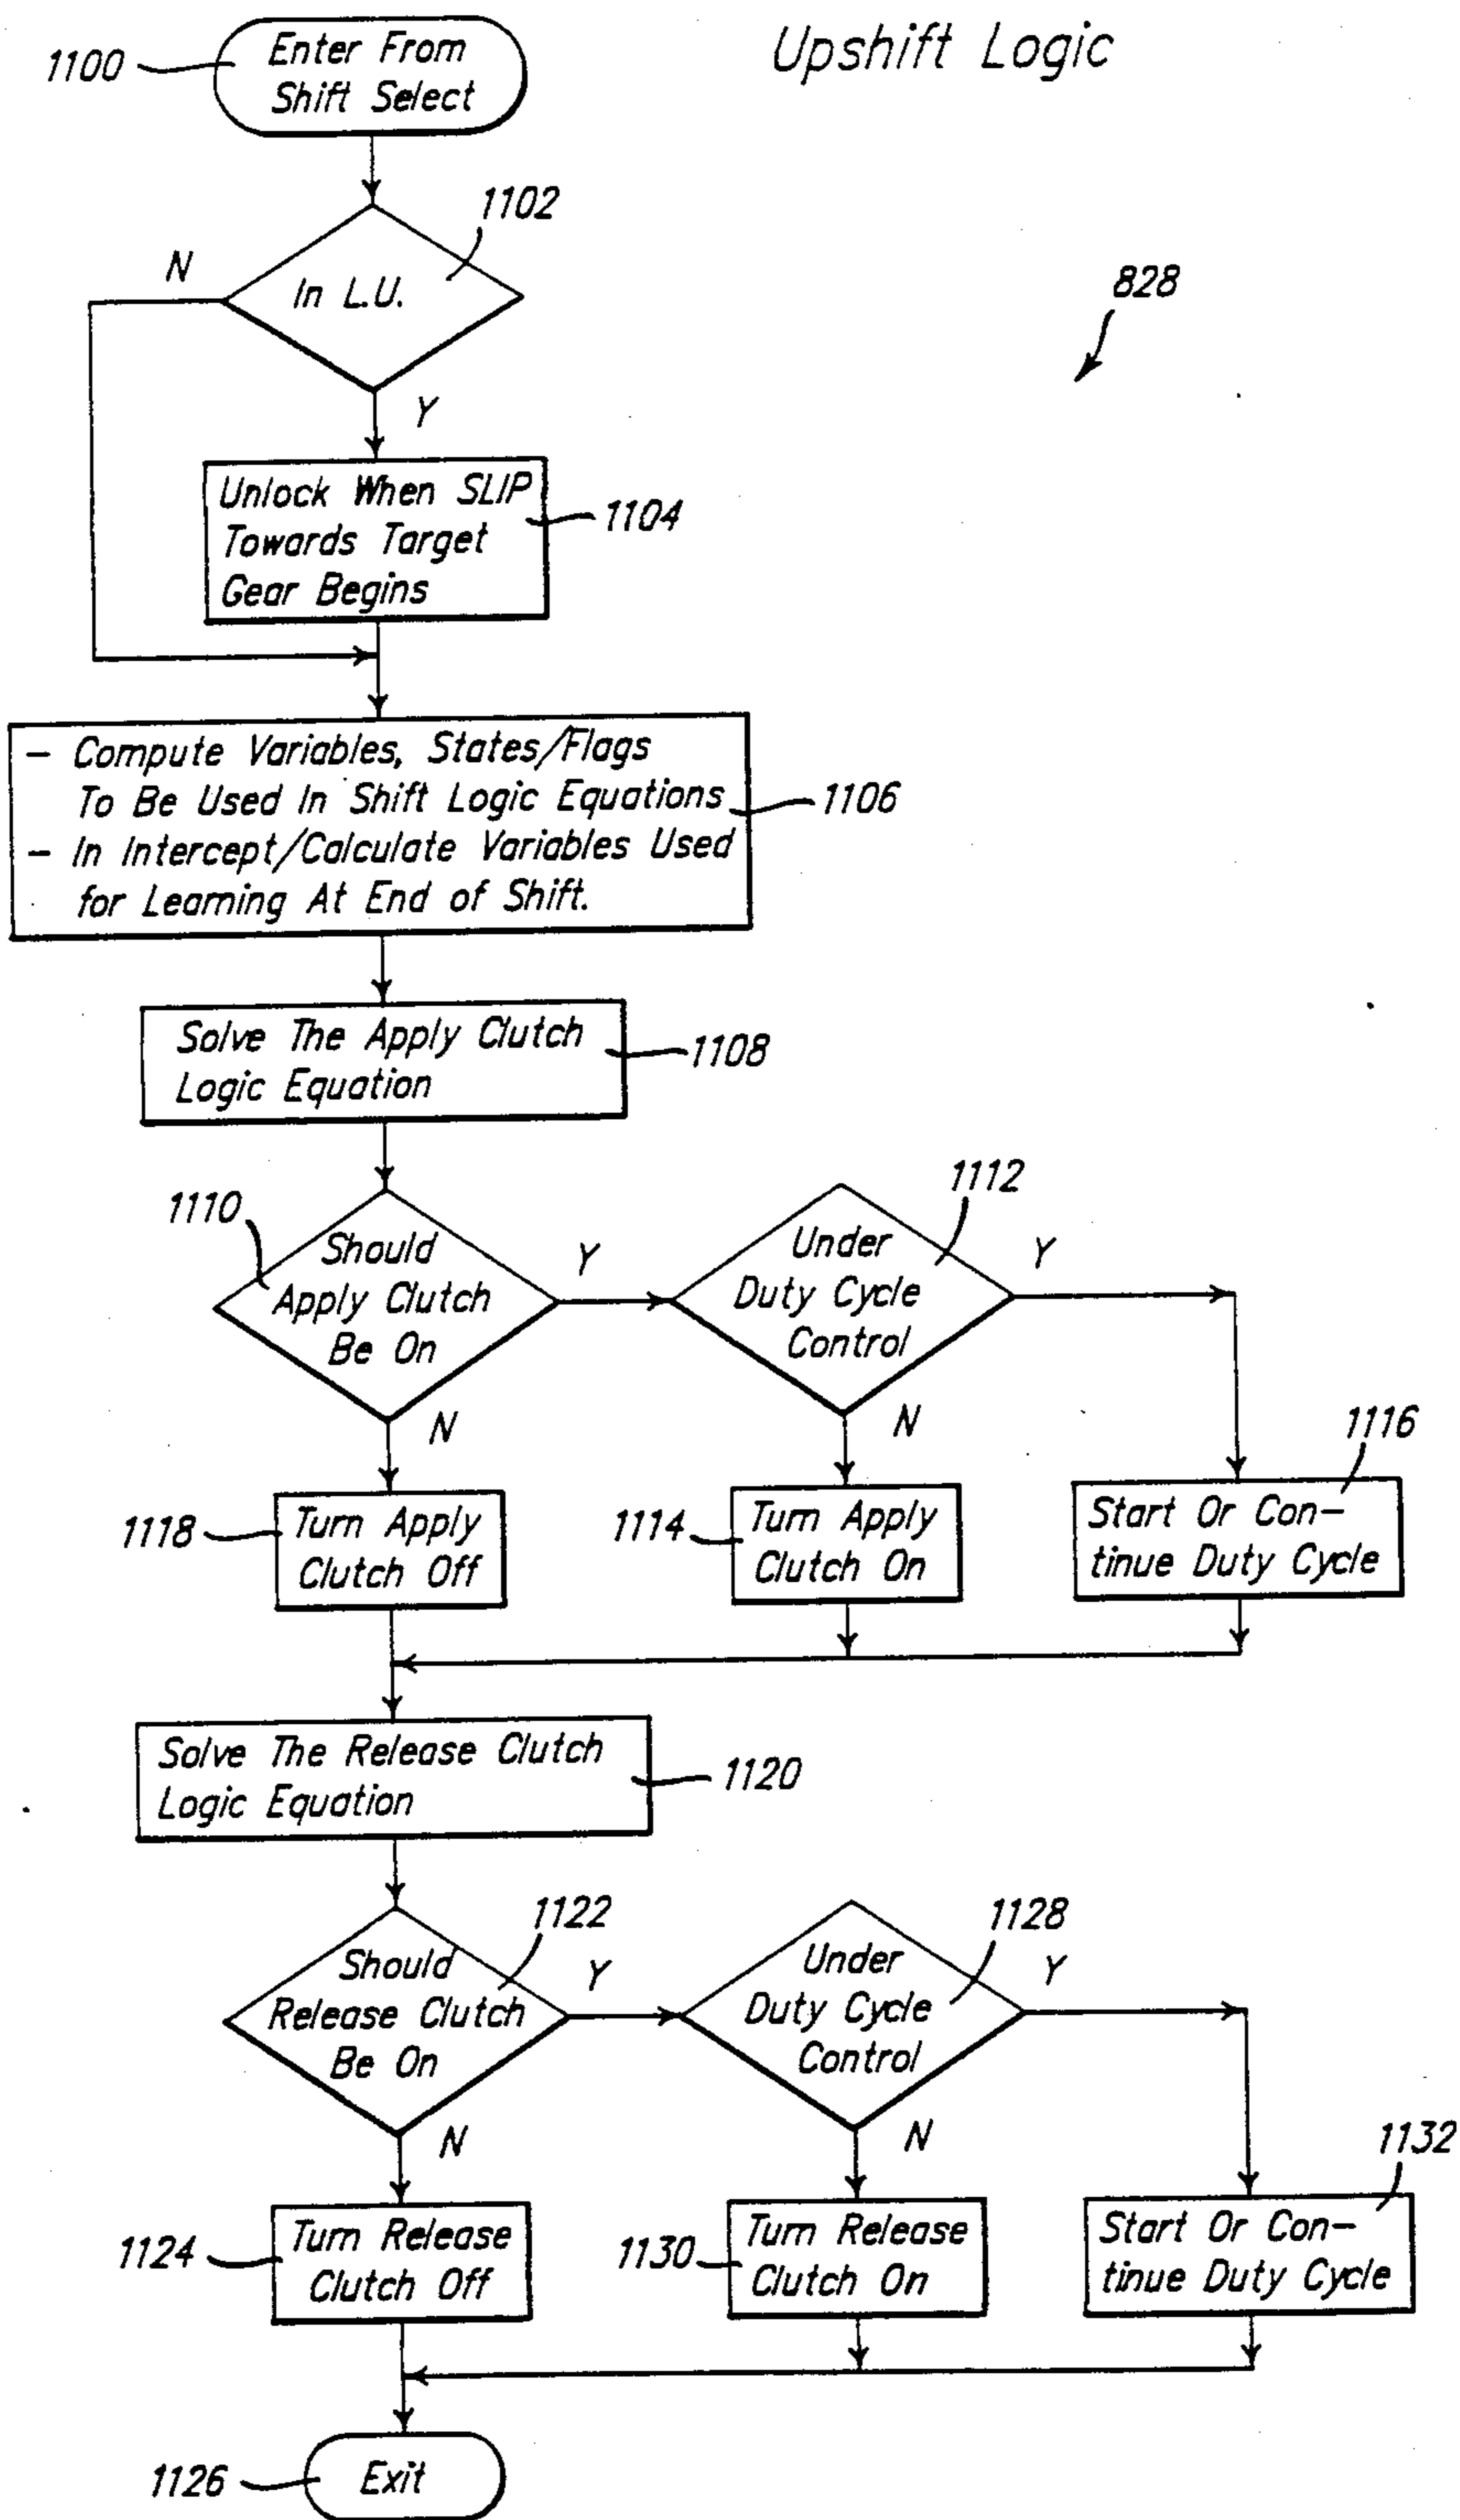 Upshift Logic
1100
Enter From
Shift Select
1102
N
In L.U.
828
Y
Unlock When SLIP
Towards Target
Gear Begins
1104
- Compute Variables, States/Flags
To Be Used In Shift Logic Equations
- In Intercept/Calculate Variables Used
for Learning At End of Shift.
1106
Solve The Apply Clutch
Logic Equation
1108
1110
Should
Apply Clutch
Be On
Y
N
1112
Under
Duty Cycle
Control
Y
N
1118
Turn Apply
Clutch Off
1114
Turn Apply
Clutch On
1116
Start Or Con-
tinue Duty Cycle
Solve The Release Clutch
Logic Equation
1120
1122
Should
Release Clutch
Be On
Y
N
1128
Under
Duty Cycle
Control
Y
N
1124
Turn Release
Clutch Off
1130
Turn Release
Clutch On
1132
Start Or Con-
tinue Duty Cycle
1126
Exit